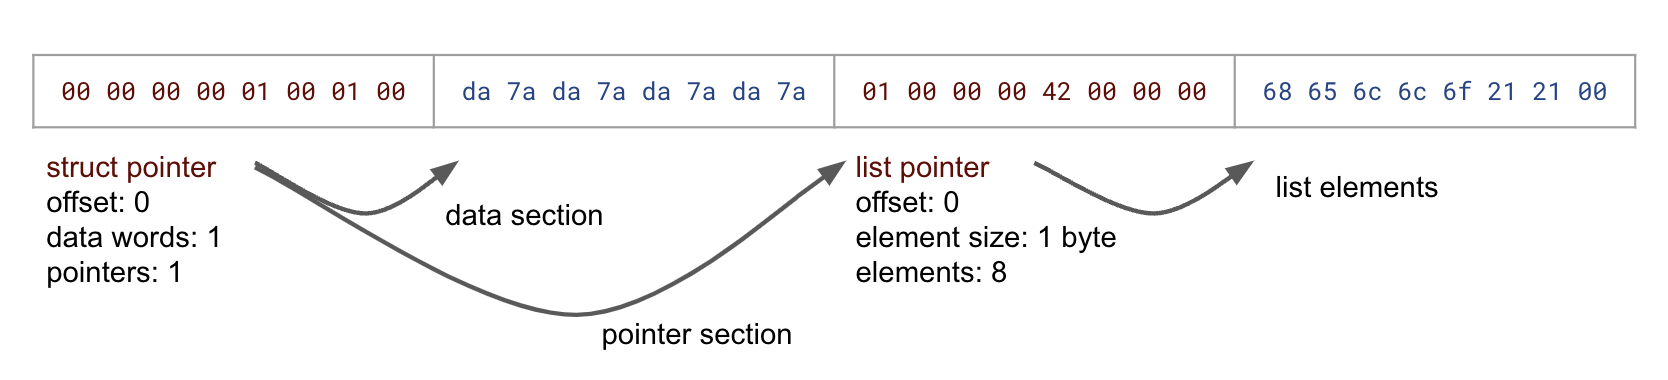 00 00 00 00 01 00 01 00
da 7a da 7a da 7a da 7a
01 00 00 00 42 00 00 00
68 65 6c 6c 6f 21 21 00
struct pointer
offset: 0
data words: 1
pointers: 1
data section
pointer section
list pointer
offset: 0
element size: 1 byte
elements: 8
list elements